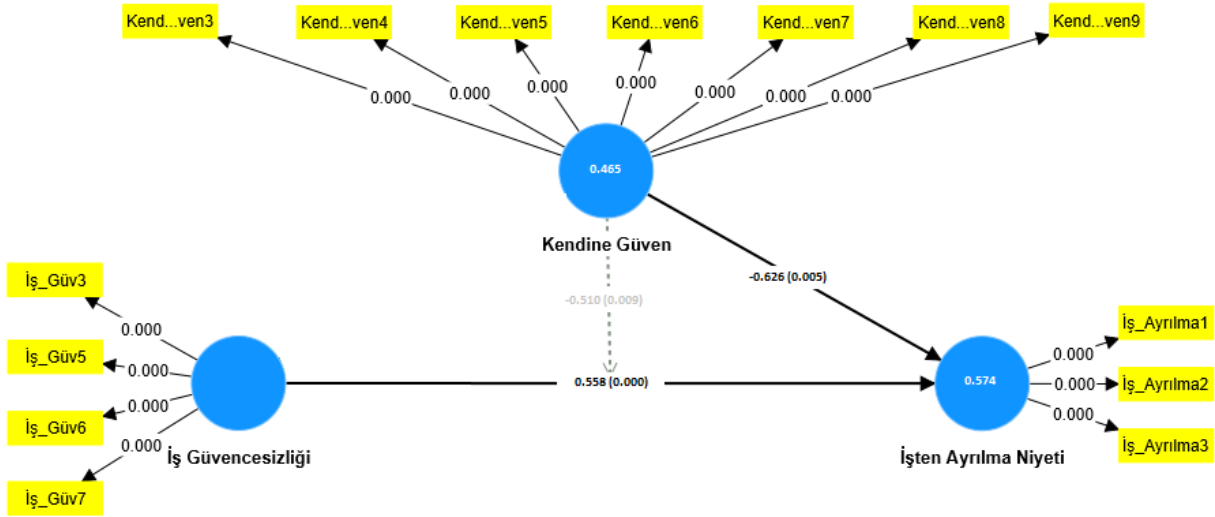 Kend...ven3
Kend...ven4
Kend...ven5
Kend...ven6
Kend...ven7
Kend...ven8
Kend...ven9
0.000
0.000
0.000
0.000
0.000
0.000
0.000
0.465
Kendine Güven
-0.626 (0.005)
-0.510 (0.009)
0.558 (0.000)
İş_Güv3
İş_Güv5
İş_Güv6
İş_Güv7
0.000
0.000
0.000
0.000
İş Güvencesizliği
0.574
İşten Ayrılma Niyeti
0.000
0.000
0.000
İş_Ayrılma1
İş_Ayrılma2
İş_Ayrılma3